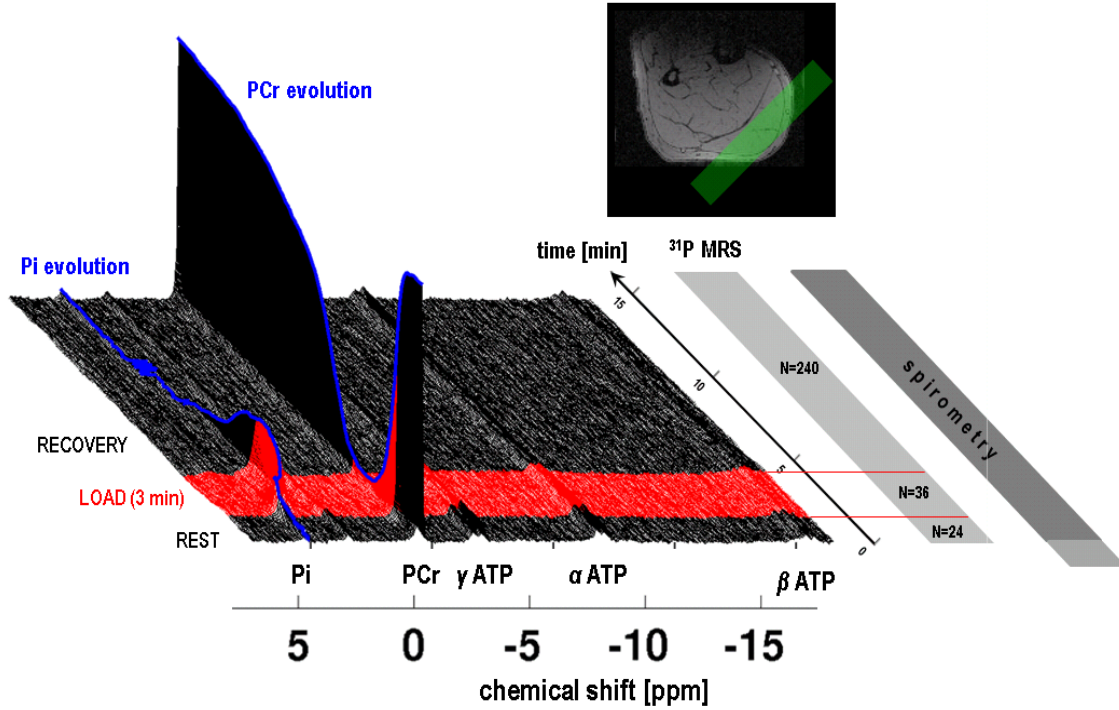 PCr evolution
Pi evolution
time [min]
³¹P MRS
15
10
5
0
N=240
N=36
N=24
spirometry
RECOVERY
LOAD (3 min)
REST
Pi
PCr
γ ATP
α ATP
β ATP
5
0
-5
-10
-15
chemical shift [ppm]